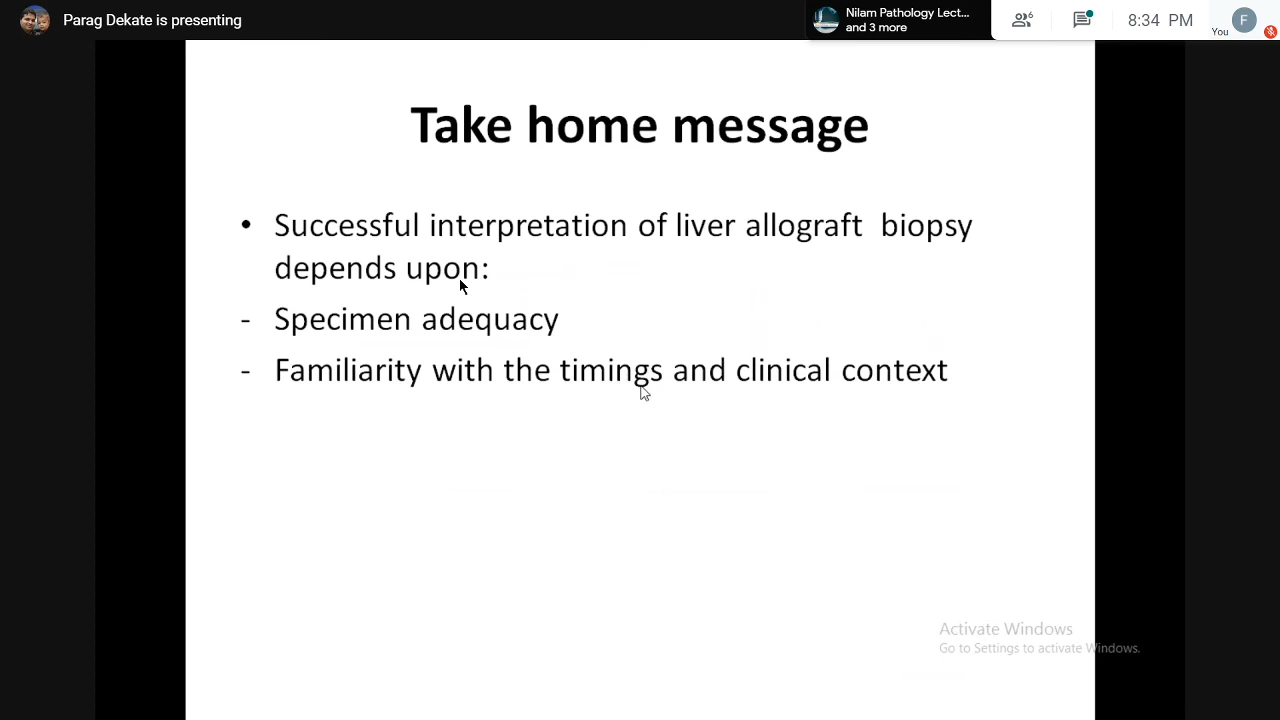 Parag Dekate is presenting
Nilam Pathology Lect...
and 3 more
6
8:34 PM
You
F
Take home message
• Successful interpretation of liver allograft biopsy
depends upon:
- Specimen adequacy
- Familiarity with the timings and clinical context
Activate Windows
Go to Settings to activate Windows.